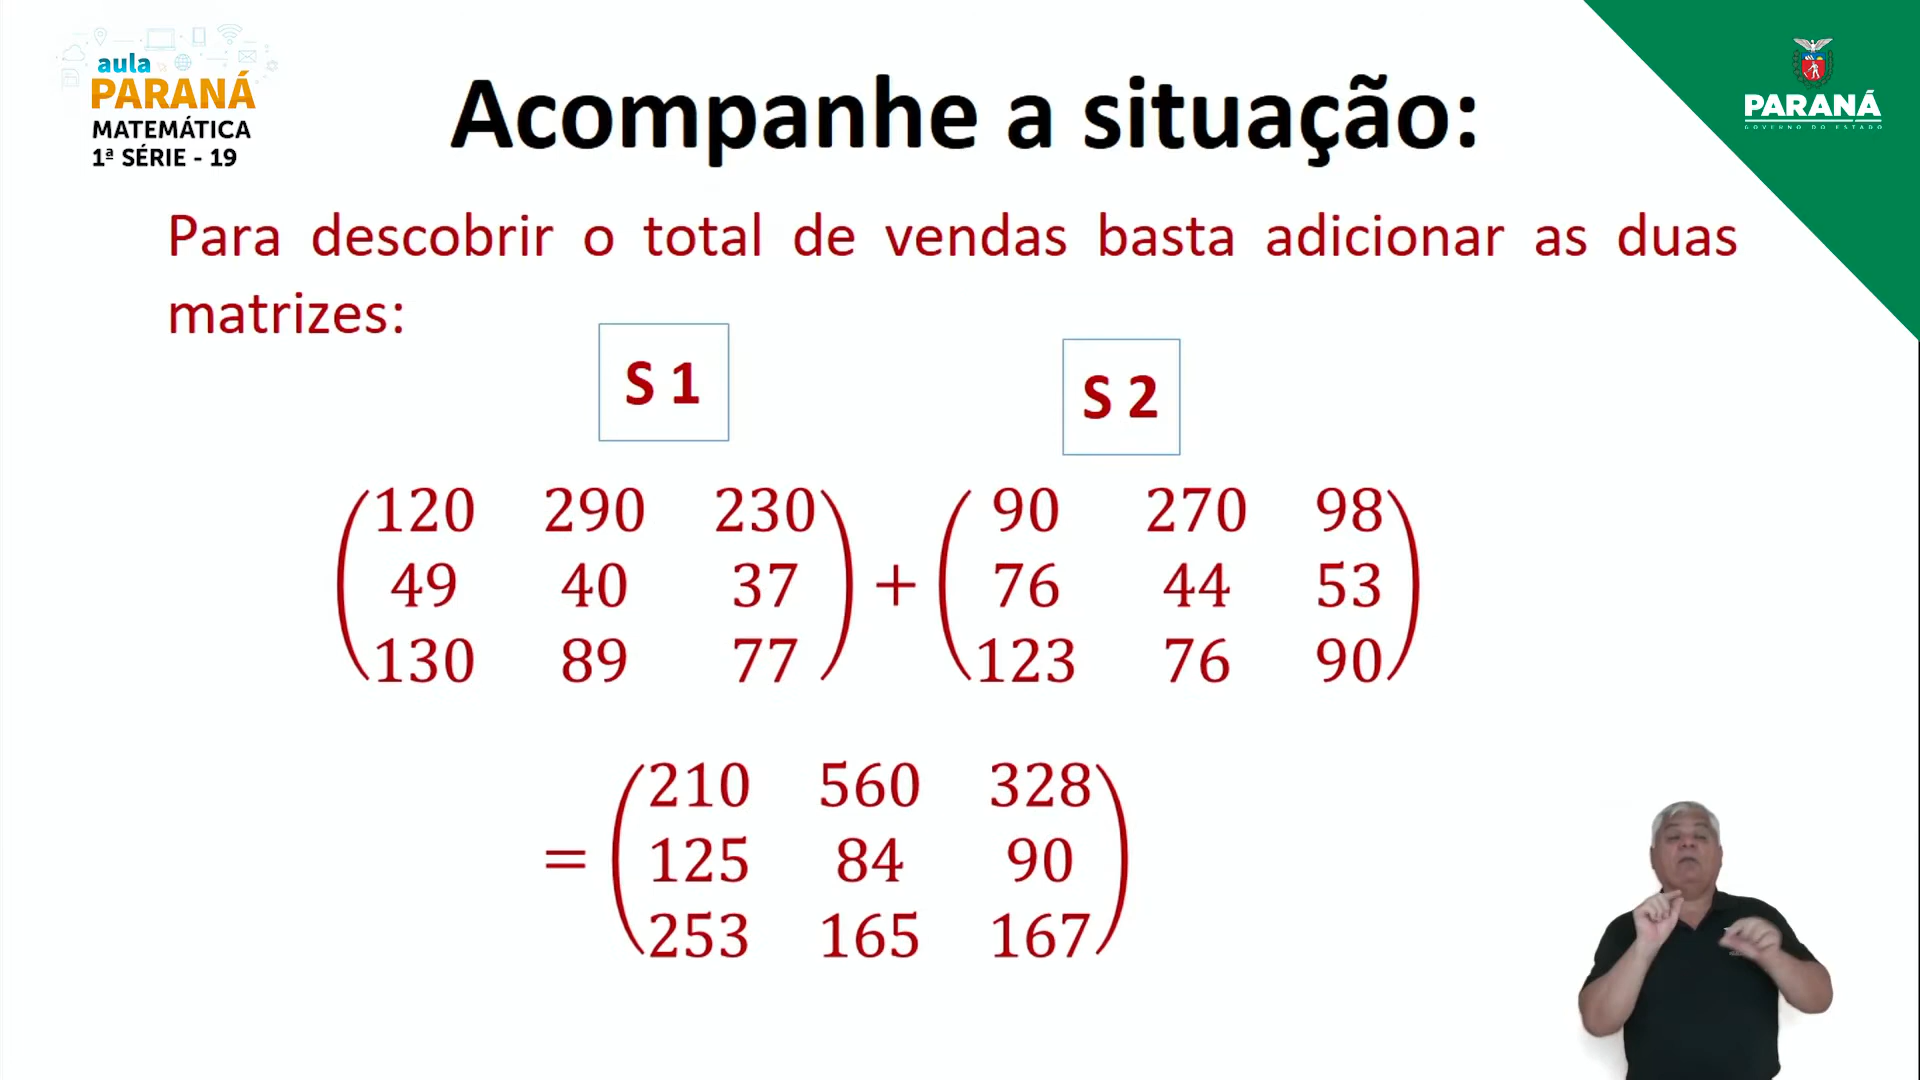 aula
PARANÁ
MATEMÁTICA
1ª SÉRIE - 19
Acompanhe a situação:
PARANÁ
GOVERNO DO ESTADO
Para descobrir o total de vendas basta adicionar as duas
matrizes:
S 1
S 2
120 290 230 90 270 98
49 40 37 + 76 44 53
130 89 77 123 76 90
210 560 328
= 125 84 90
253 165 167